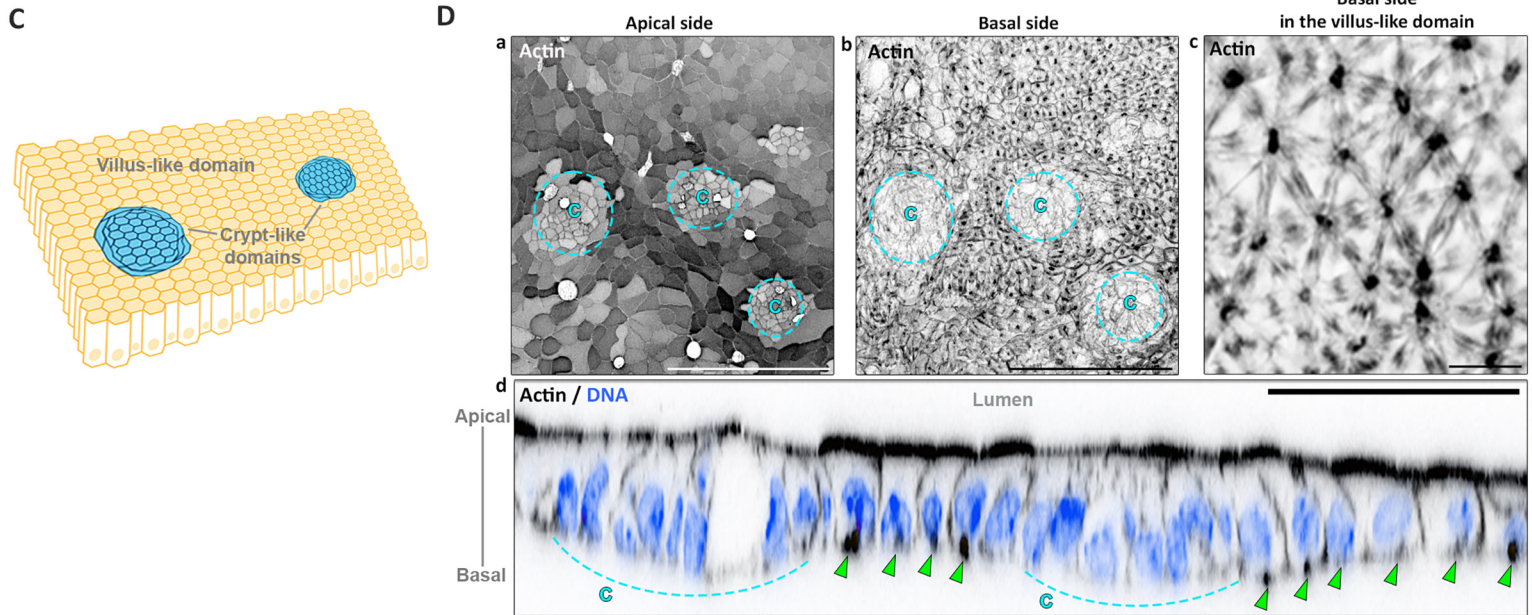 C
Villus-like domain
Crypt-like
domains
D
Apical side
a
Actin
C
C
C
Basal side
b
Actin
C
C
C
Basal side
in the villus-like domain
c
Actin
d
Actin / DNA
Lumen
Apical
Basal
C
C